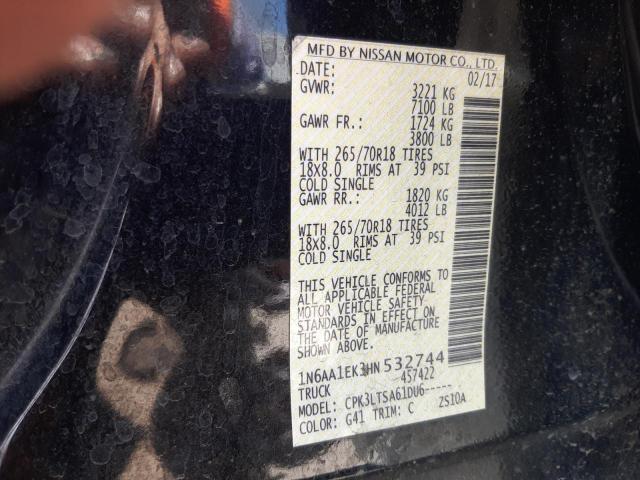 MFD BY NISSAN MOTOR CO., LTD.
DATE: 02/17
GVWR: 3221 KG
7100 LB
GAWR FR.: 1724 KG
3800 LB
WITH 265/70R18 TIRES
18X8.0 RIMS AT 39 PSI
COLD SINGLE
GAWR RR.: 1820 KG
4012 LB
WITH 265/70R18 TIRES
18X8.0 RIMS AT 39 PSI
COLD SINGLE
THIS VEHICLE CONFORMS TO
ALL APPLICABLE FEDERAL
MOTOR VEHICLE SAFETY
STANDARDS IN EFFECT ON
THE DATE OF MANUFACTURE
SHOWN ABOVE.
1N6AA1EK3HN532744
TRUCK 457422
MODEL: CPK3LTSA61DU6-----
COLOR: G41 TRIM: C ZS10A